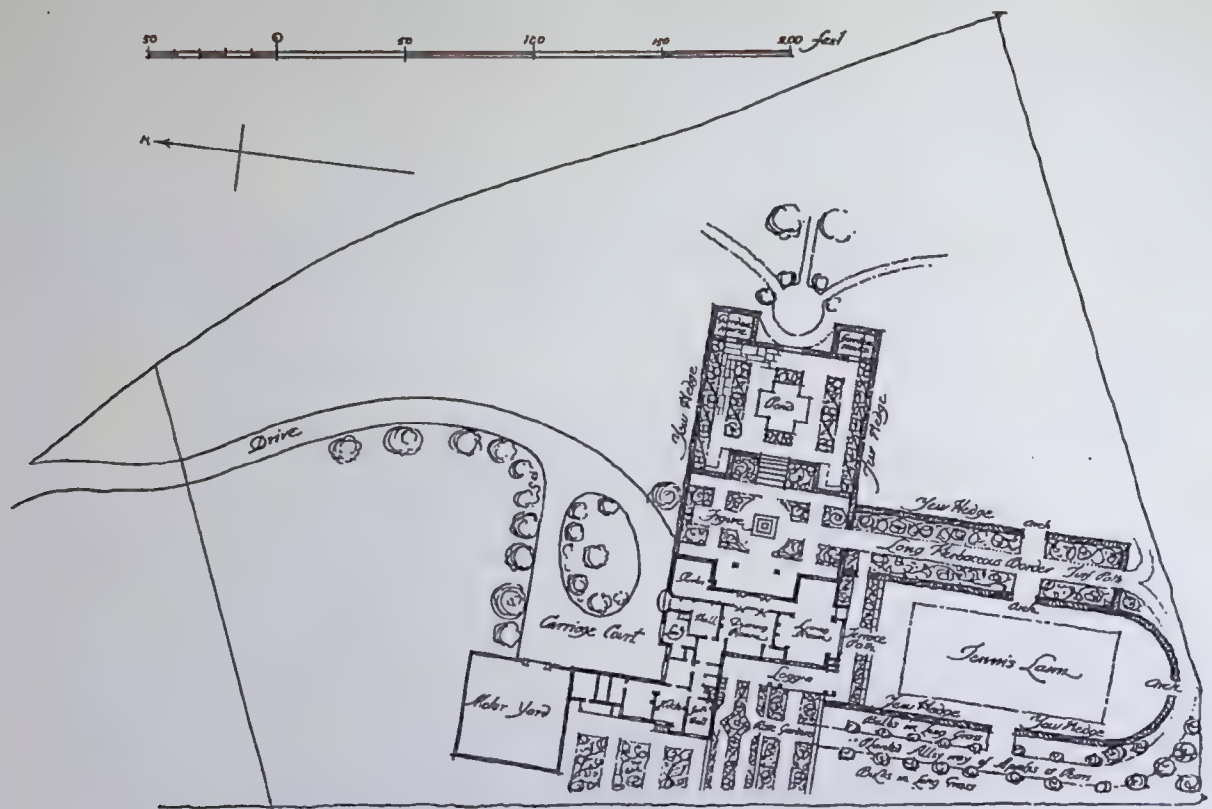 50 0 50 100 150 200 feet
N
Yew Hedge
Pond
Yew Hedge
Drive
Figure
Yew Hedge
Arch
Long Herbaceous Border
Turf Path
Arch
Hall
Drawing Room
Carriage Court
Terrace Path
Tennis Lawn
Loggia
Arch
Motor Yard
Rose Garden
Yew Hedge
Yew Hedge
Bulbs in long Grass
Alley way of Apples &
Bulbs in long Grass